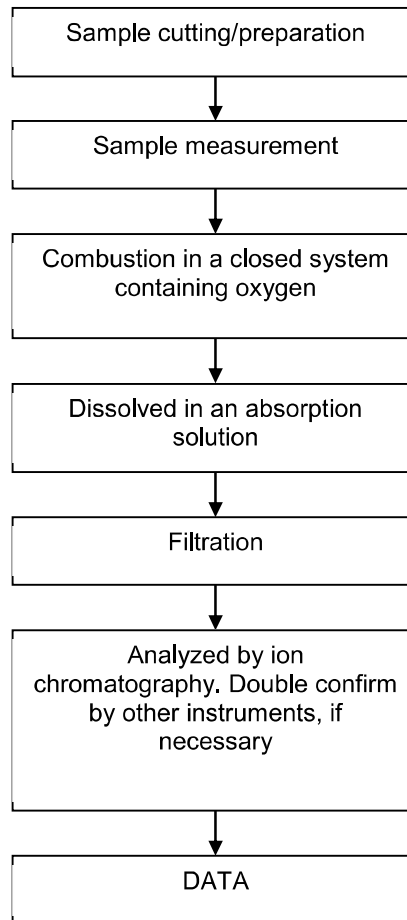 Sample cutting/preparation
Sample measurement
Combustion in a closed system
containing oxygen
Dissolved in an absorption
solution
Filtration
Analyzed by ion
chromatography. Double confirm
by other instruments, if
necessary
DATA